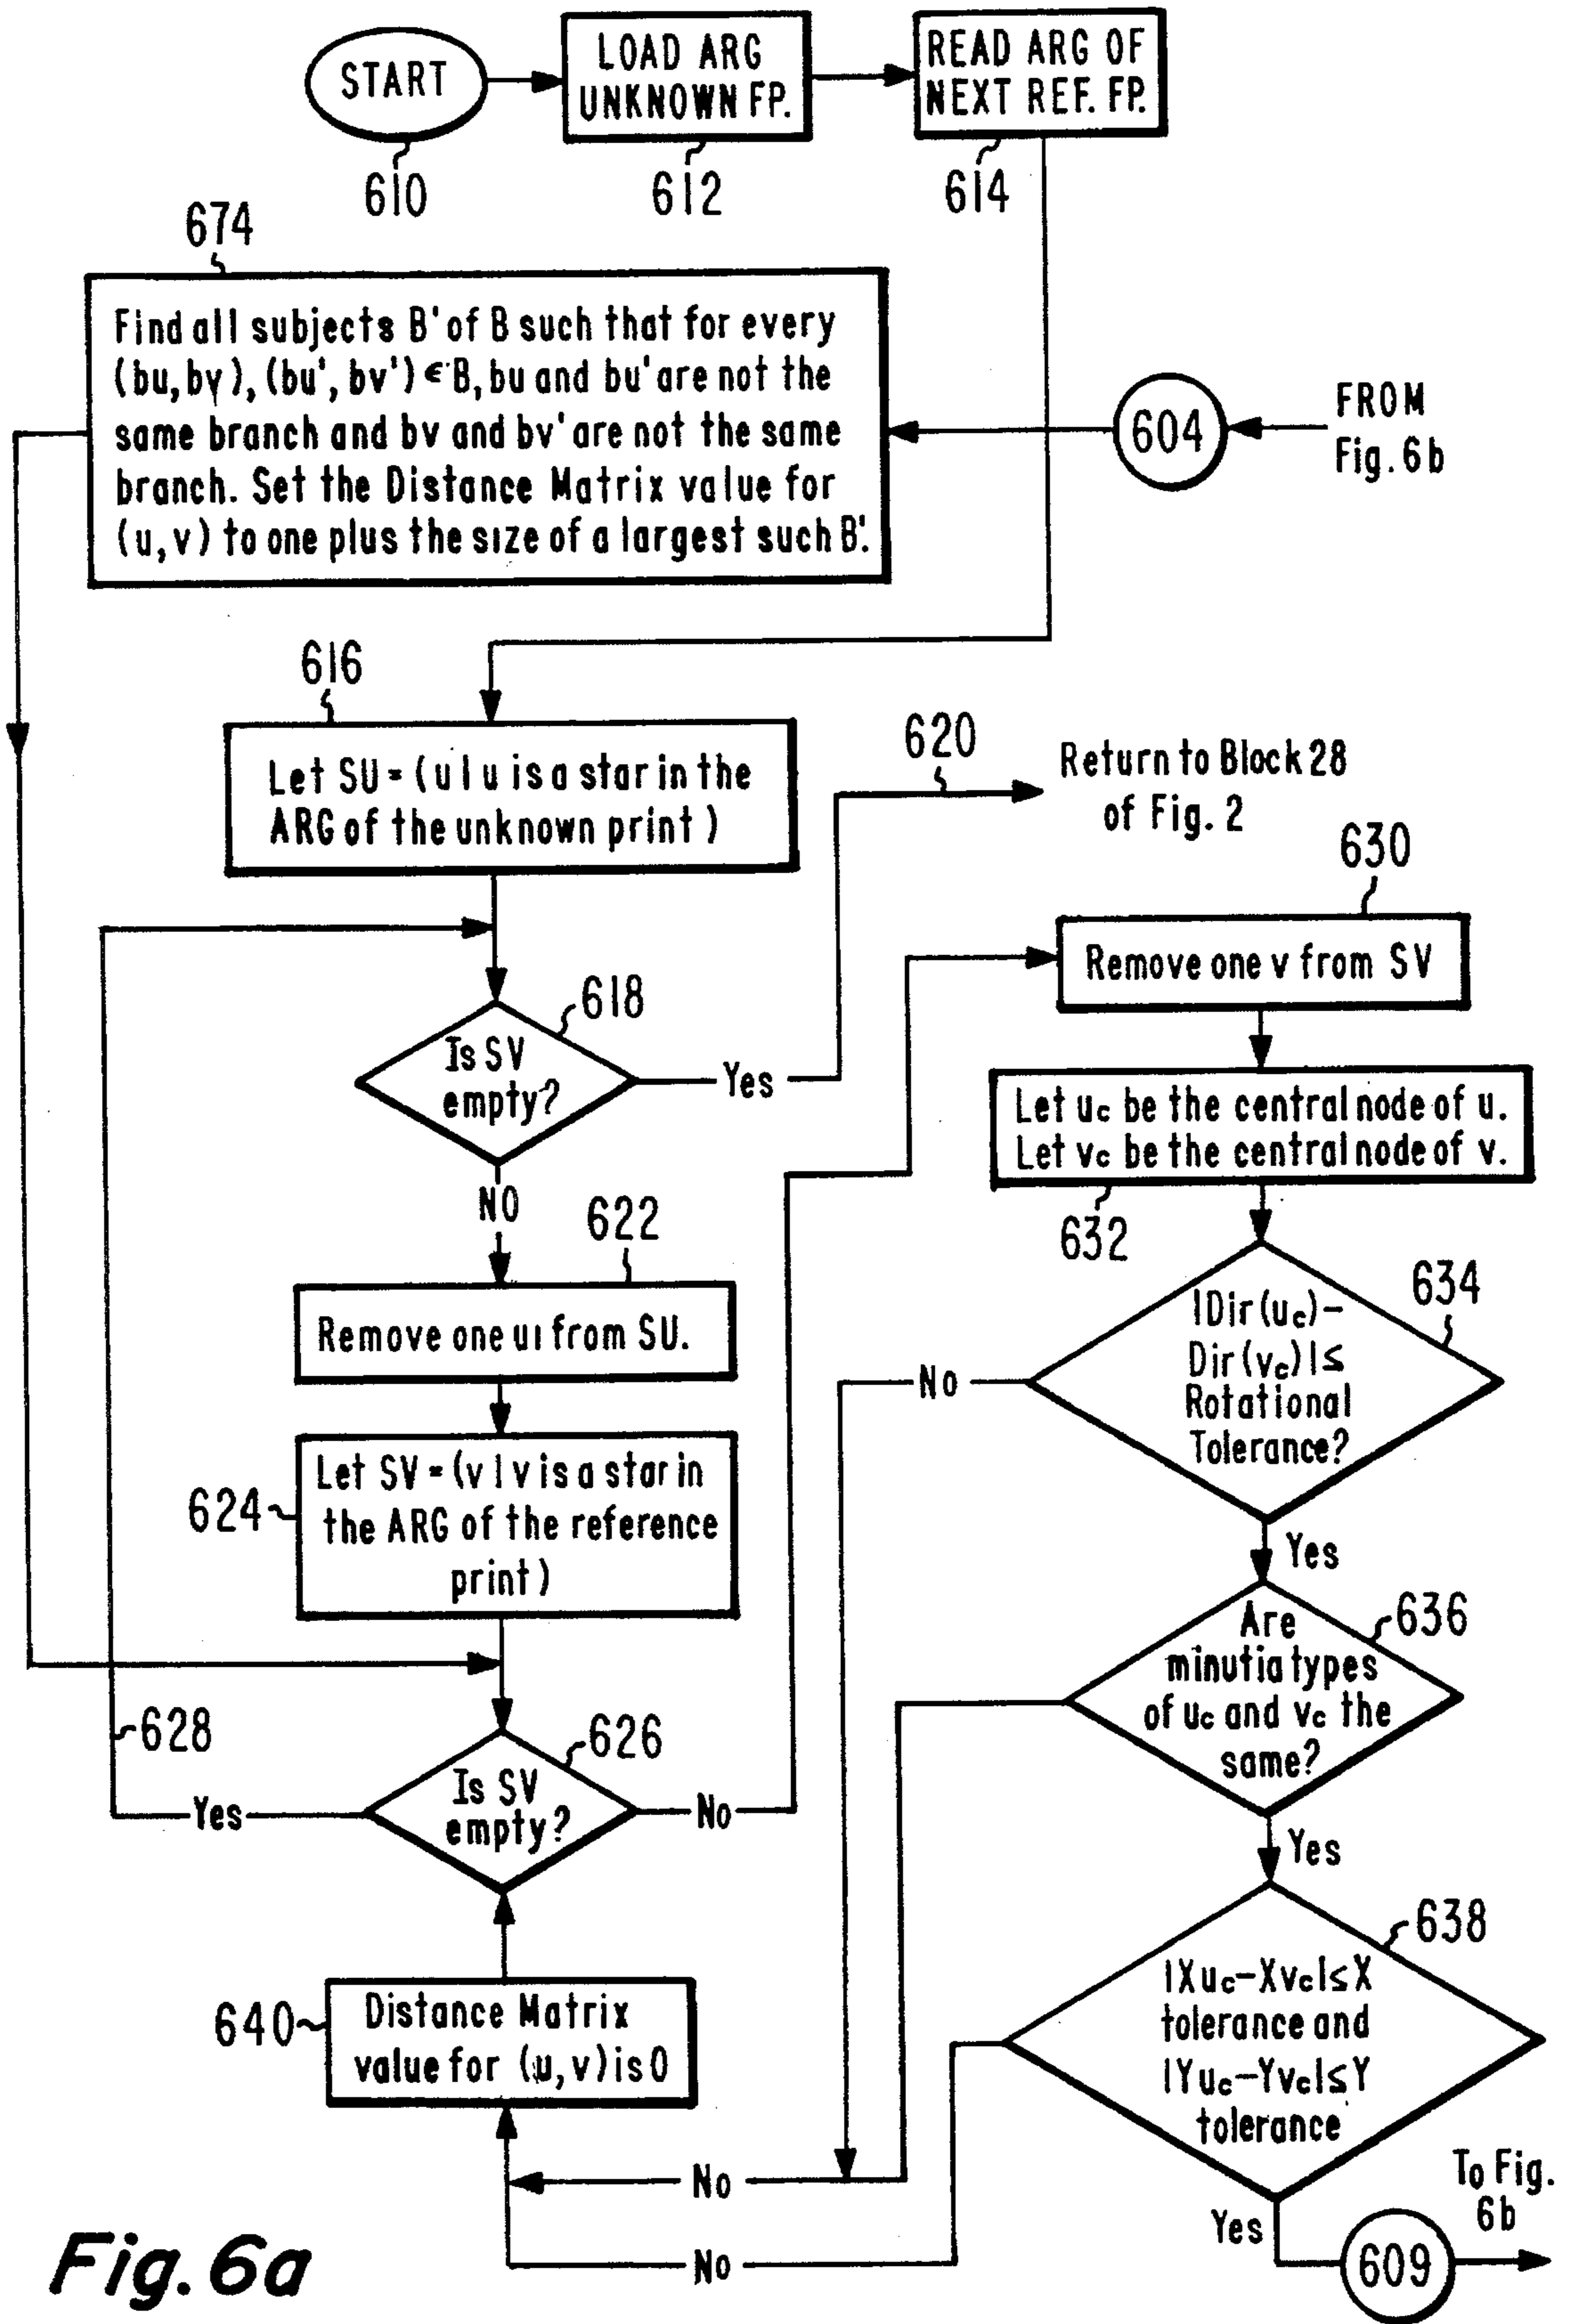 START
LOAD ARG
UNKNOWN FP.
READ ARG OF
NEXT REF. FP.
610
612
614
674
Find all subjects B' of B such that for every
(bu, bv), (bu', bv') ϵ B, bu and bu' are not the
same branch and bv and bv' are not the same
branch. Set the Distance Matrix value for
(u, v) to one plus the size of a largest such B'.
604
FROM
Fig. 6b
616
Let SU = (u | u is a star in the
ARG of the unknown print )
620
Return to Block 28
of Fig. 2
618
Is SV
empty?
Yes
NO
630
Remove one v from SV
Let uc be the central node of u.
Let vc be the central node of v.
632
622
Remove one u1 from SU.
634
|Dir(uc)–
Dir(vc)|≤
Rotational
Tolerance?
No
Yes
624
Let SV = (v | v is a star in
the ARG of the reference
print)
636
Are
minutia types
of uc and vc the
same?
Yes
628
626
Is SV
empty?
Yes
No
638
|Xuc–Xvc|≤X
tolerance and
|Yuc–Yvc|≤Y
tolerance
640
Distance Matrix
value for (u, v) is 0
No
No
Yes
609
To Fig.
6b
Fig. 6a